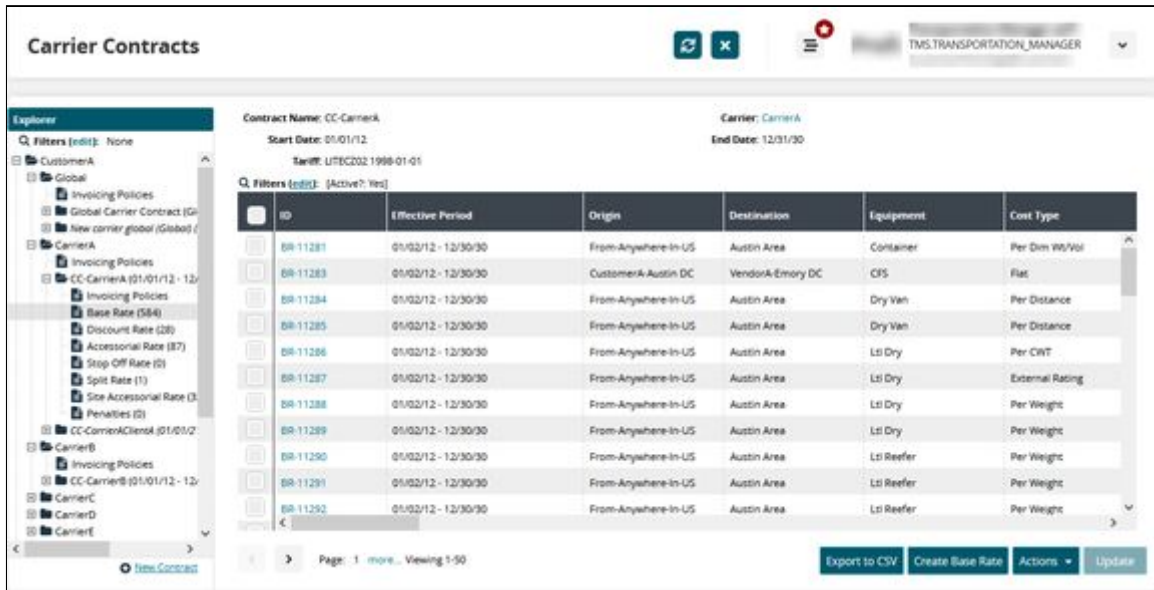 Carrier Contracts
TMS.TRANSPORTATION_MANAGER
Explorer
Filters (edit): None
CustomerA
Global
Invoicing Policies
Global Carrier Contract (Gl
New carrier global (Global) (
CarrierA
Invoicing Policies
CC-CarrierA (01/01/12 - 12/
Invoicing Policies
Base Rate (584)
Discount Rate (28)
Accessorial Rate (87)
Stop Off Rate (0)
Split Rate (1)
Site Accessorial Rate (3
Penalties (0)
CC-CarrierAClientA (01/01/2
CarrierB
Invoicing Policies
CC-CarrierB (01/01/12 - 12/
CarrierC
CarrierD
CarrierE
New Contract
Contract Name: CC-CarrierA Carrier: CarrierA
Start Date: 01/01/12 End Date: 12/31/30
Tariff: LITECZ02 1998-01-01
Filters (edit): [Active?: Yes]
ID Effective Period Origin Destination Equipment Cost Type
BR-11281 01/02/12 - 12/30/30 From-Anywhere-In-US Austin Area Container Per Dim Wt/Vol
BR-11283 01/02/12 - 12/30/30 CustomerA-Austin DC VendorA-Emory DC CFS Flat
BR-11284 01/02/12 - 12/30/30 From-Anywhere-In-US Austin Area Dry Van Per Distance
BR-11285 01/02/12 - 12/30/30 From-Anywhere-In-US Austin Area Dry Van Per Distance
BR-11286 01/02/12 - 12/30/30 From-Anywhere-In-US Austin Area Ltl Dry Per CWT
BR-11287 01/02/12 - 12/30/30 From-Anywhere-In-US Austin Area Ltl Dry External Rating
BR-11288 01/02/12 - 12/30/30 From-Anywhere-In-US Austin Area Ltl Dry Per Weight
BR-11289 01/02/12 - 12/30/30 From-Anywhere-In-US Austin Area Ltl Dry Per Weight
BR-11290 01/02/12 - 12/30/30 From-Anywhere-In-US Austin Area Ltl Reefer Per Weight
BR-11291 01/02/12 - 12/30/30 From-Anywhere-In-US Austin Area Ltl Reefer Per Weight
BR-11292 01/02/12 - 12/30/30 From-Anywhere-In-US Austin Area Ltl Reefer Per Weight
Page: 1 more... Viewing 1-50
Export to CSV Create Base Rate Actions Update